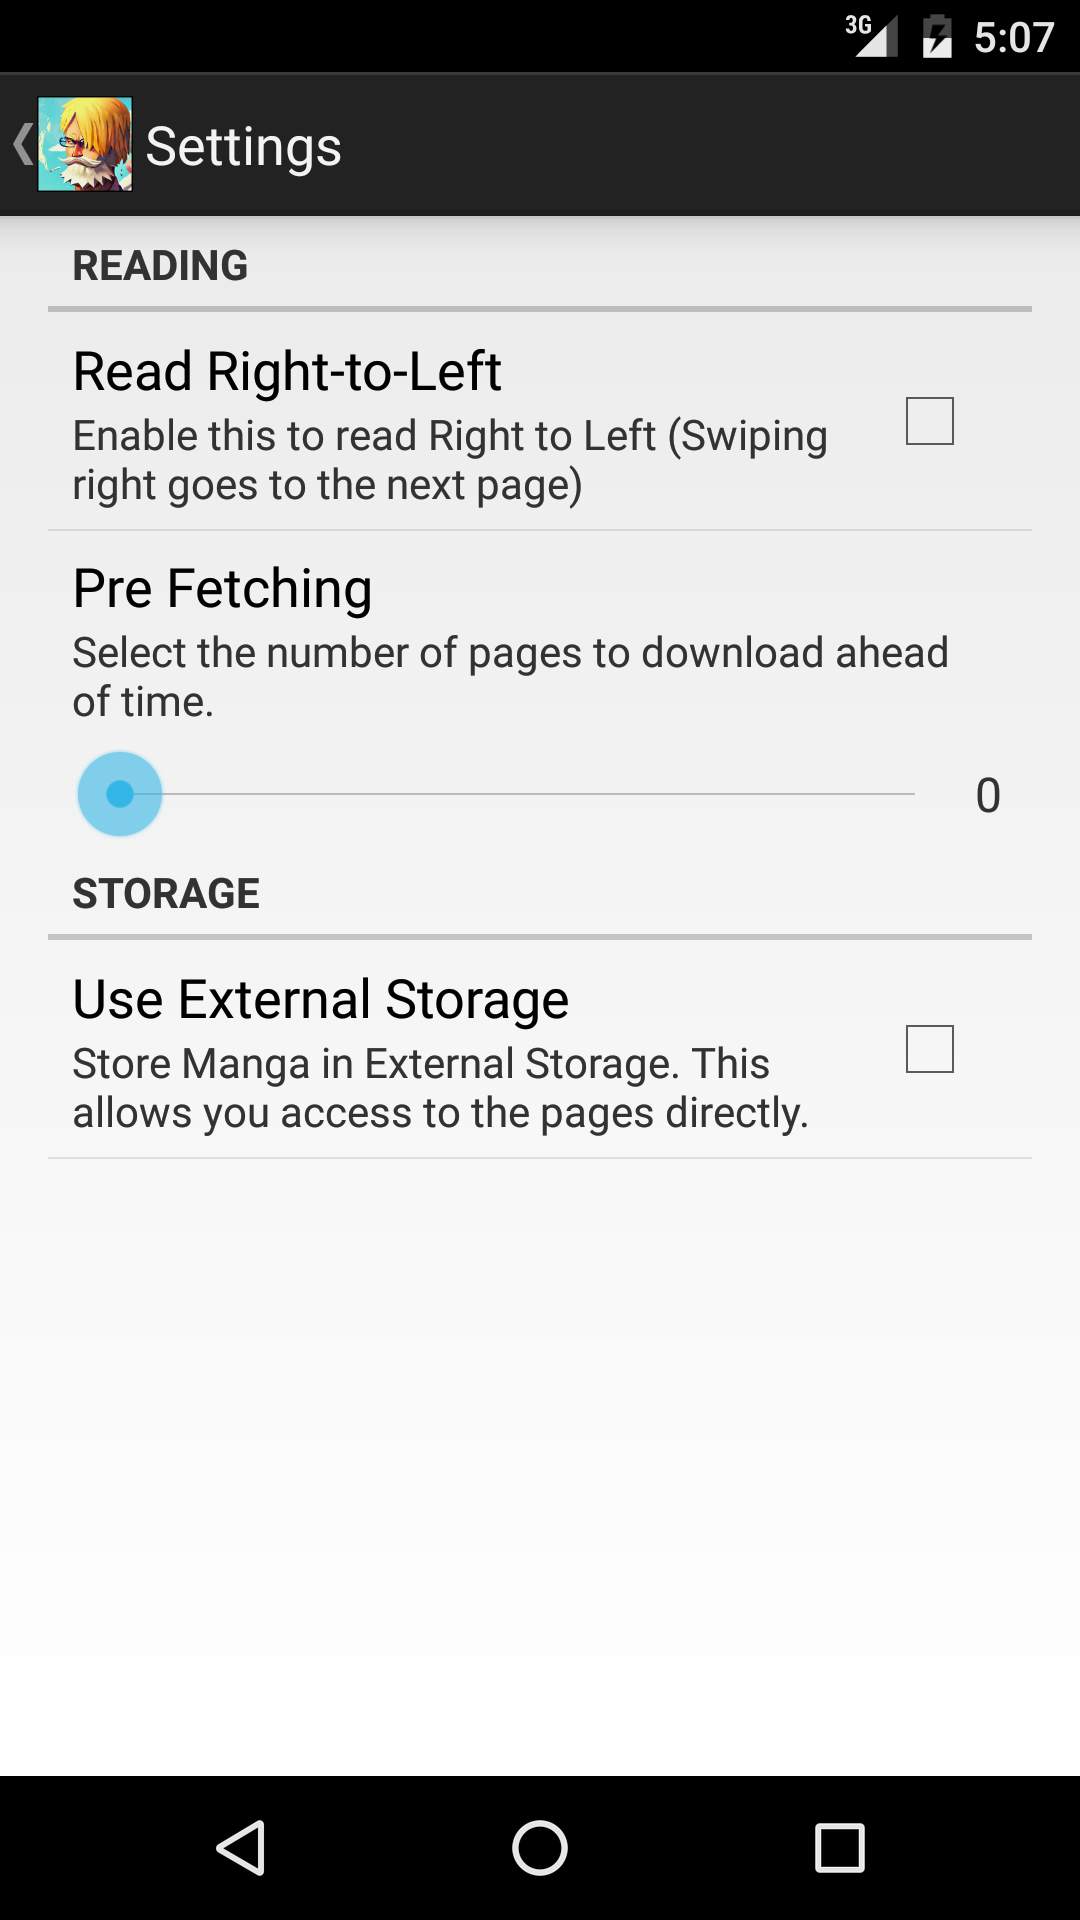 3G 5:07
Settings
READING
Read Right-to-Left
Enable this to read Right to Left (Swiping
right goes to the next page)
Pre Fetching
Select the number of pages to download ahead
of time.
0
STORAGE
Use External Storage
Store Manga in External Storage. This
allows you access to the pages directly.